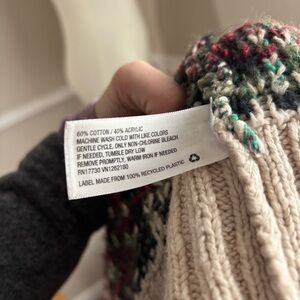 60% COTTON / 40% ACRYLIC
MACHINE WASH COLD WITH LIKE COLORS
GENTLE CYCLE, ONLY NON-CHLORINE BLEACH
IF NEEDED, TUMBLE DRY LOW
REMOVE PROMPTLY, WARM IRON IF NEEDED
RN17730 VN1262180
LABEL MADE FROM 100% RECYCLED PLASTIC